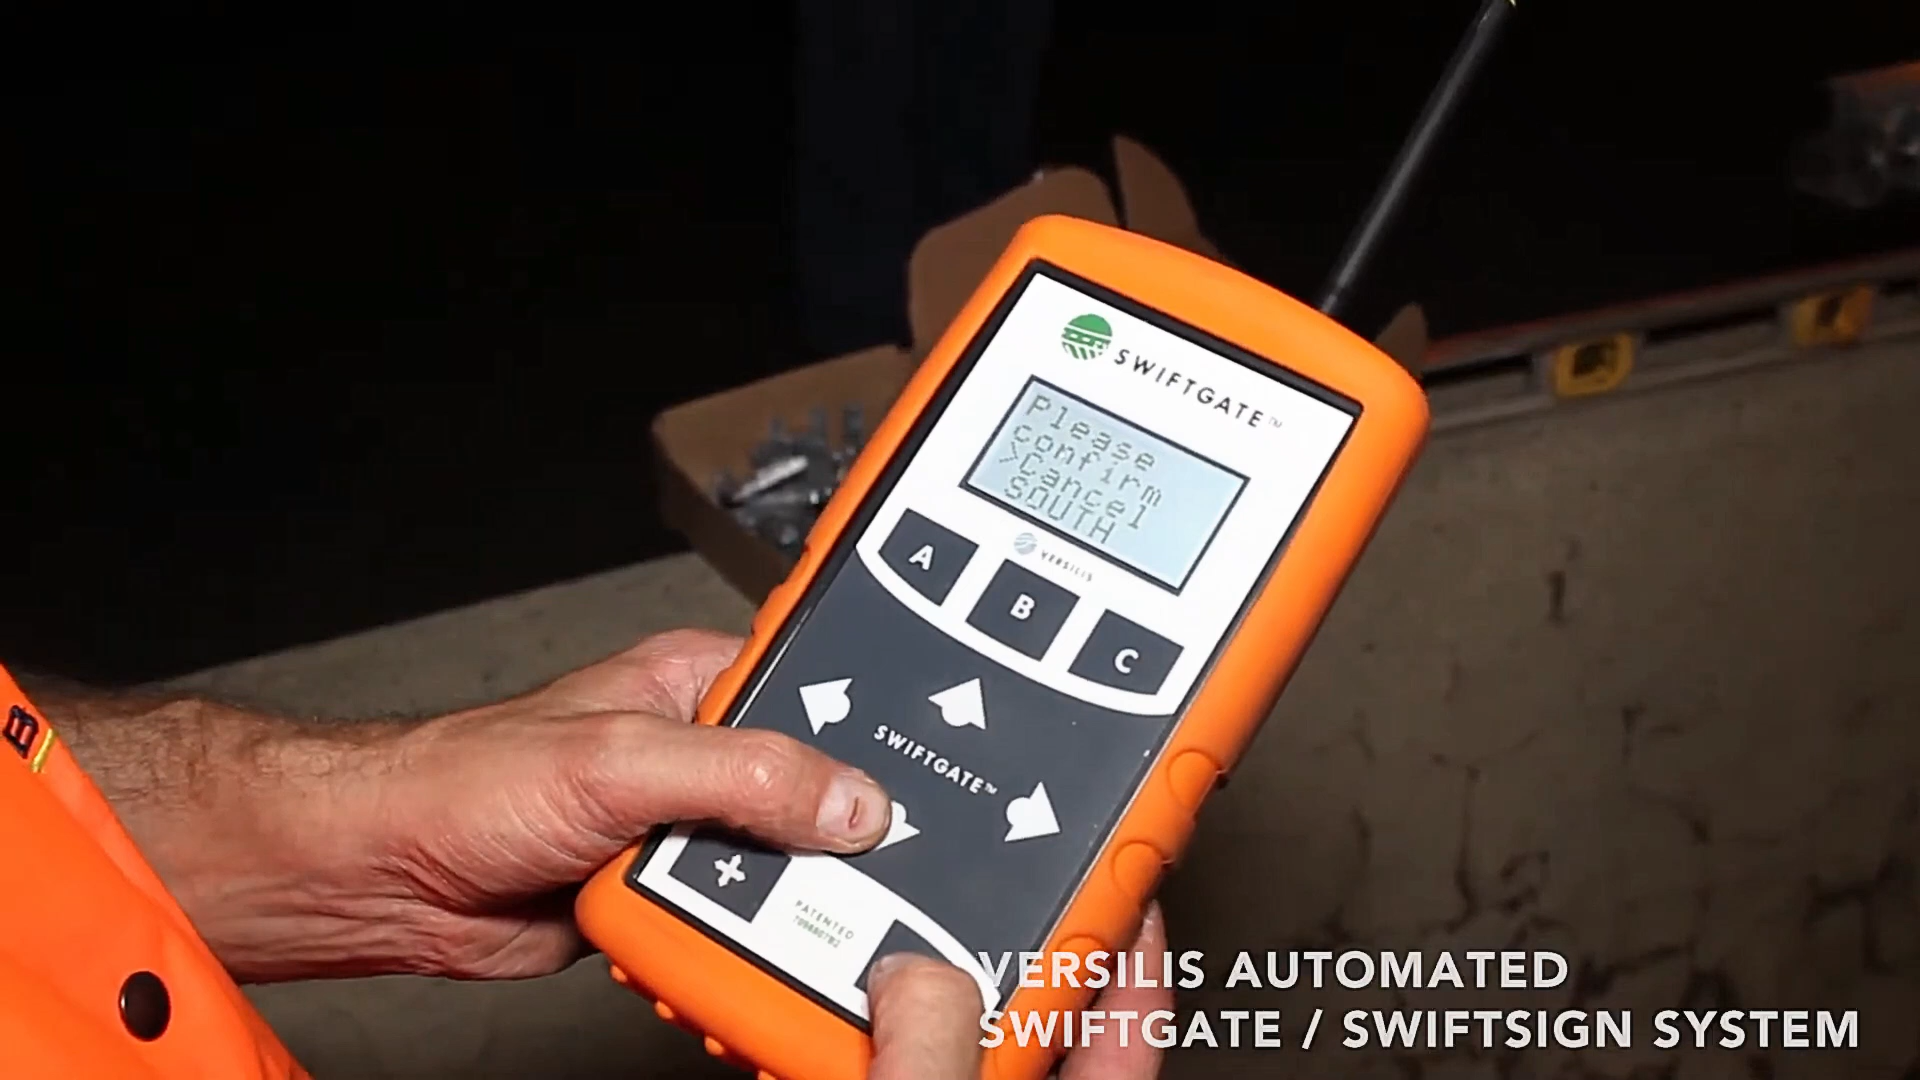 SWIFTGATE™
Please
confirm
>Cancel
SOUTH
VERSILIS
A
B
C
SWIFTGATE™
+
PATENTED
VERSILIS AUTOMATED
SWIFTGATE / SWIFTSIGN SYSTEM